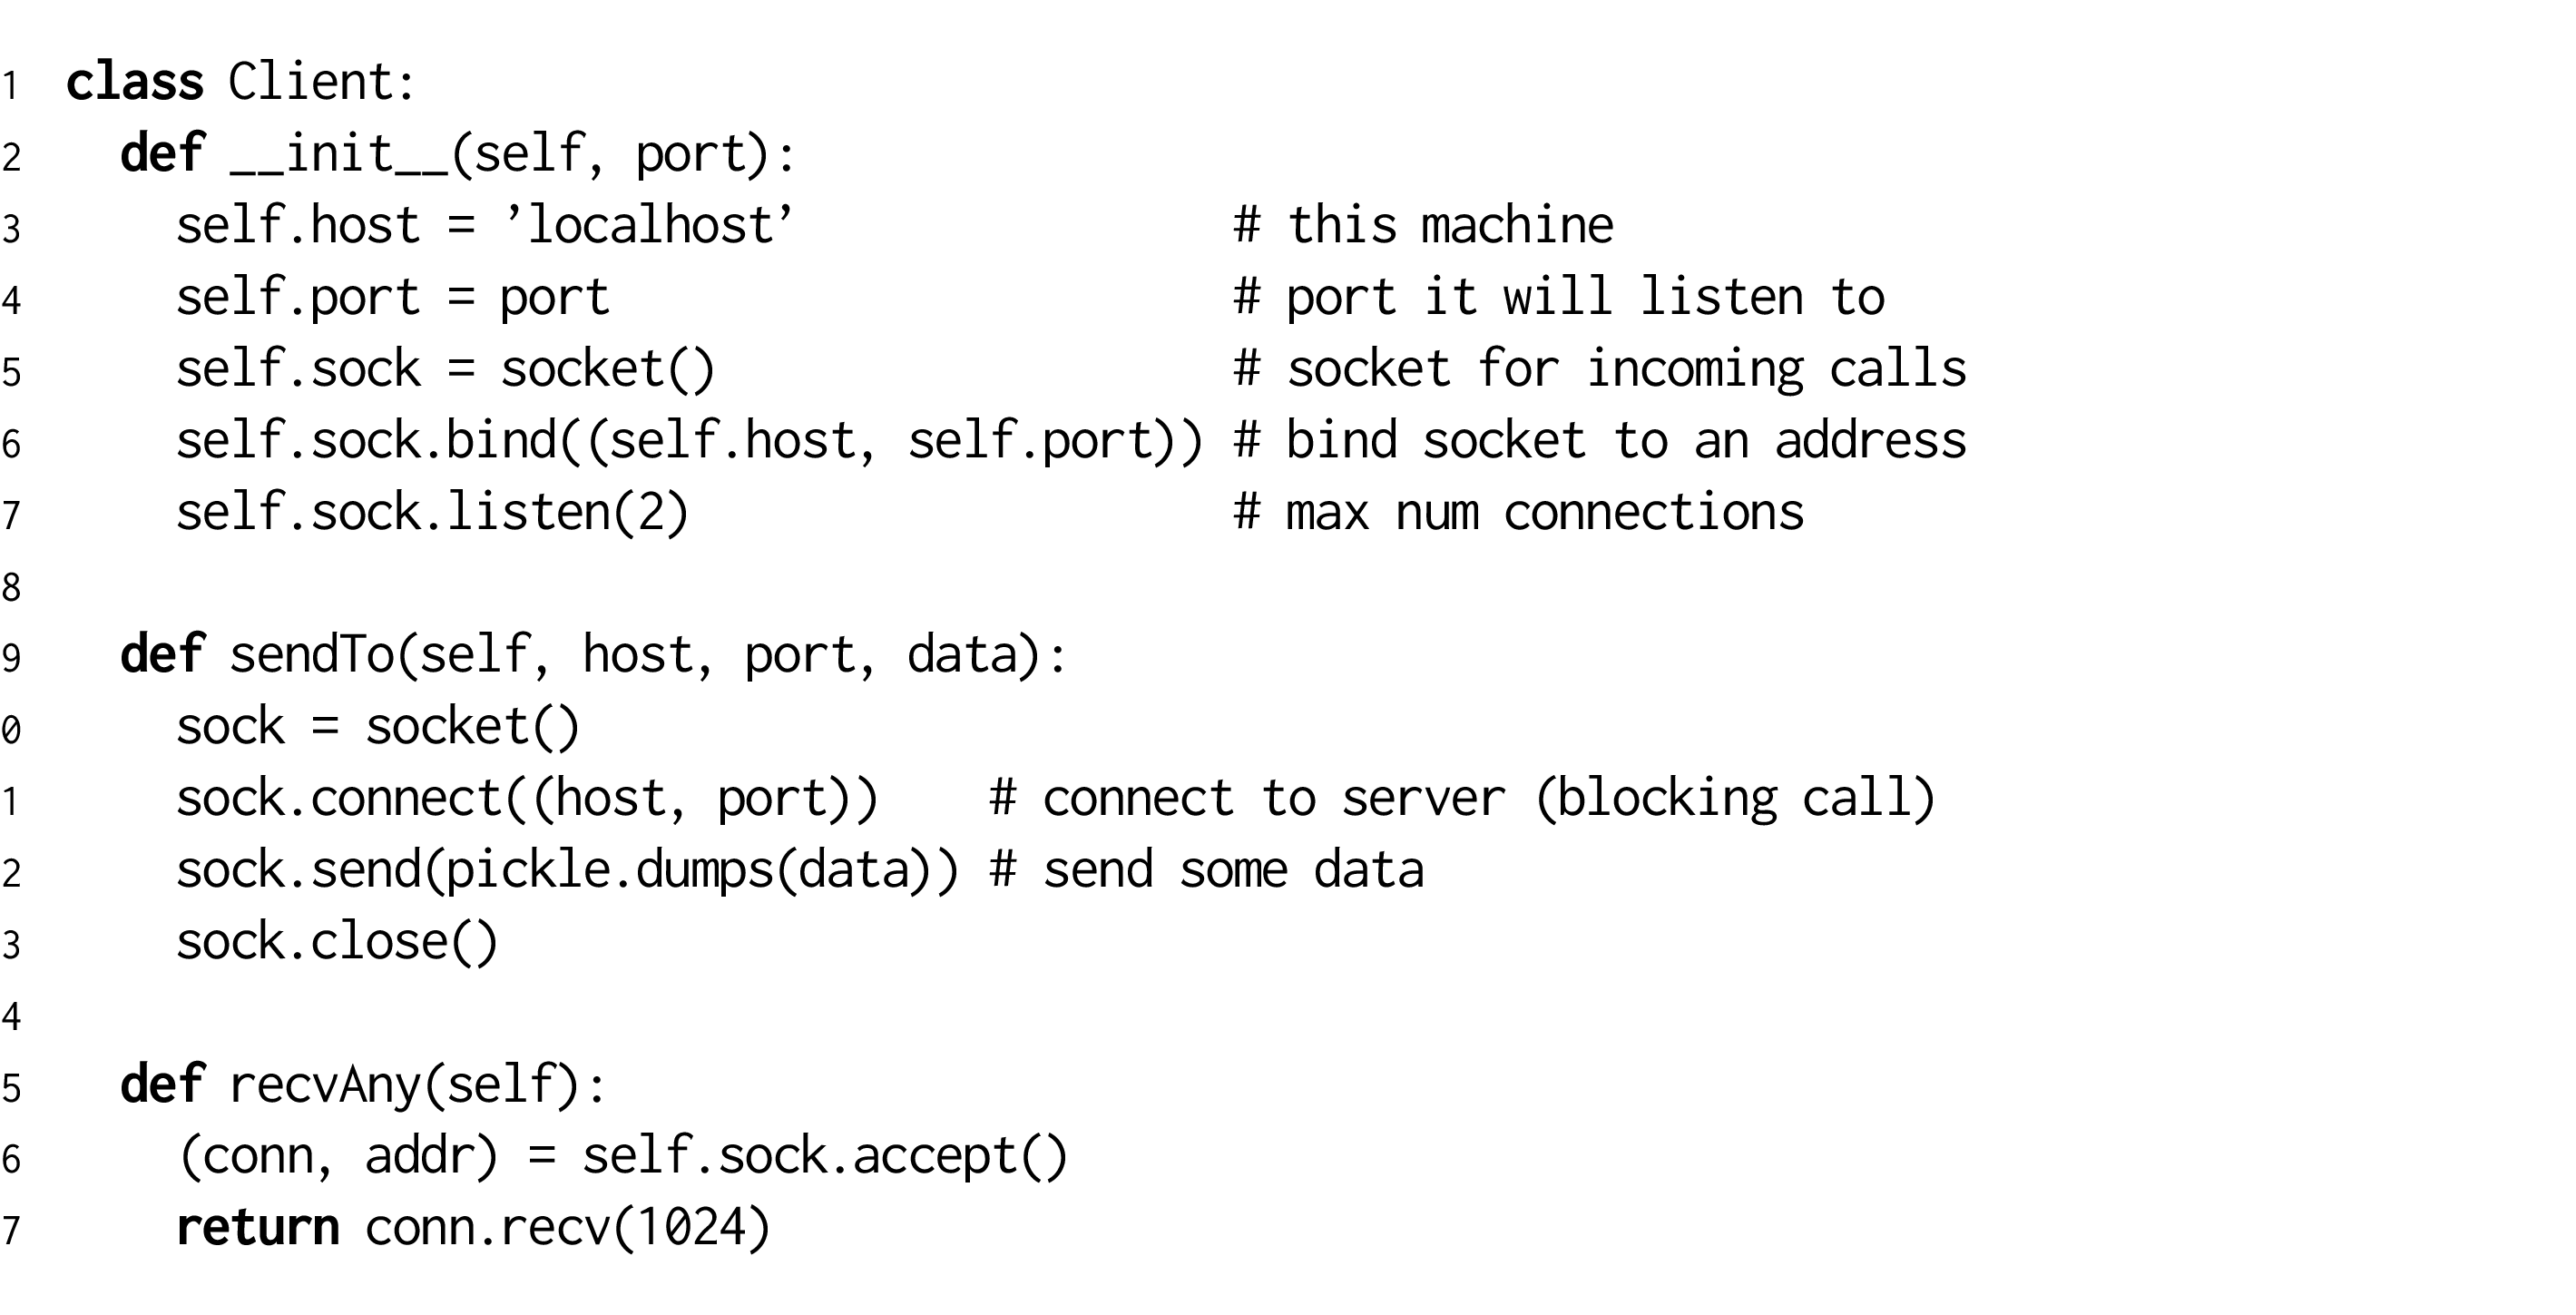 1 class Client:
2   def __init__(self, port):
3     self.host = ’localhost’                # this machine
4     self.port = port                       # port it will listen to
5     self.sock = socket()                   # socket for incoming calls
6     self.sock.bind((self.host, self.port)) # bind socket to an address
7     self.sock.listen(2)                    # max num connections
8
9   def sendTo(self, host, port, data):
0     sock = socket()
1     sock.connect((host, port))    # connect to server (blocking call)
2     sock.send(pickle.dumps(data)) # send some data
3     sock.close()
4
5   def recvAny(self):
6     (conn, addr) = self.sock.accept()
7     return conn.recv(1024)